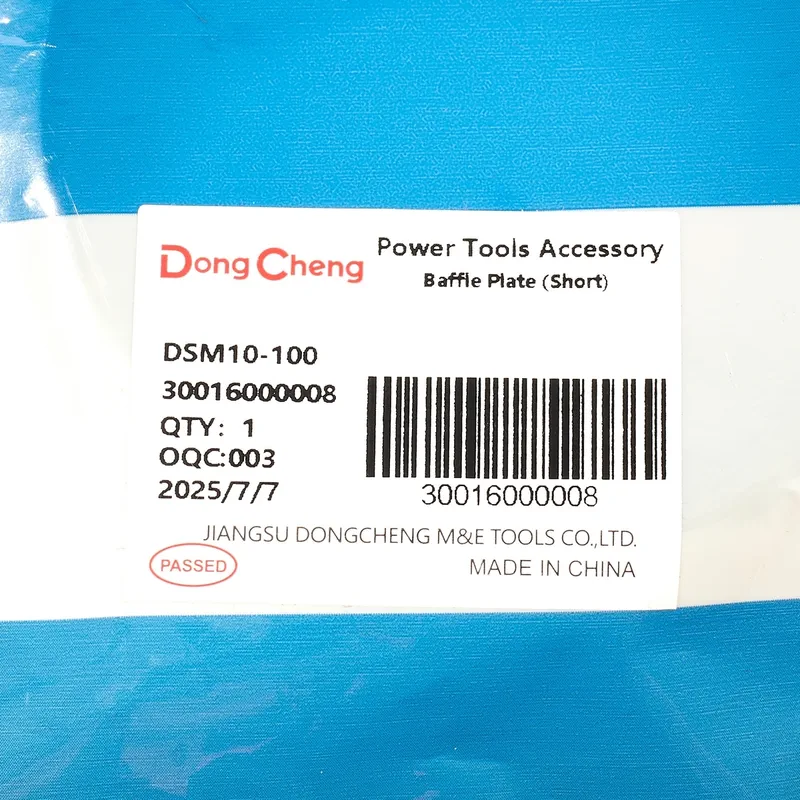 Dong Cheng
Power Tools Accessory
Baffle Plate (Short)
DSM10-100
30016000008
QTY: 1
OQC:003
2025/7/7
30016000008
JIANGSU DONGCHENG M&E TOOLS CO.,LTD.
PASSED
MADE IN CHINA